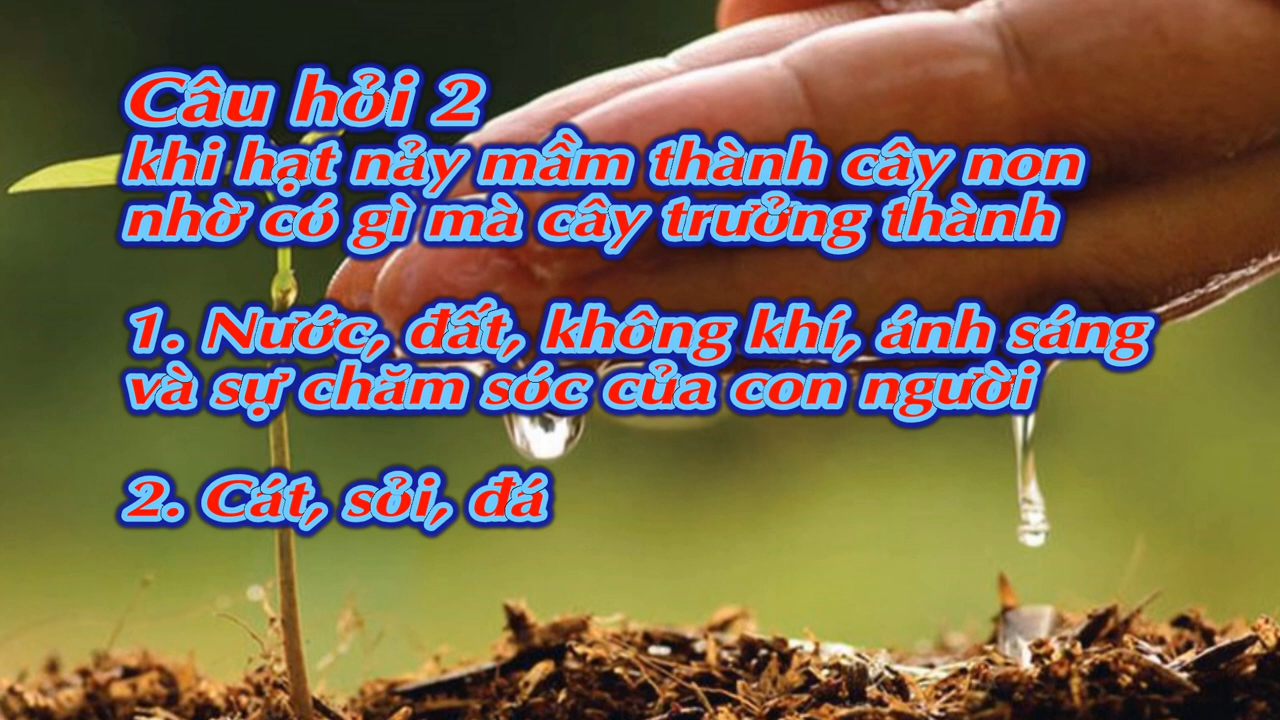 Câu hỏi 2
khi hạt nảy mầm thành cây non
nhờ có gì mà cây trưởng thành
1. Nước, đất, không khí, ánh sáng
và sự chăm sóc của con người
2. Cát, sỏi, đá